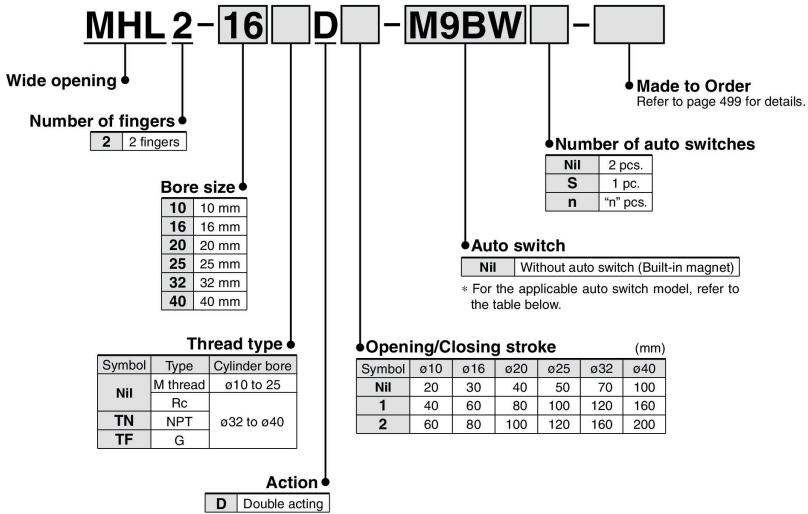 MHL 2 - 16 D - M9BW -
Wide opening
Made to Order
Refer to page 499 for details.
Number of fingers
2 2 fingers
Number of auto switches
Nil 2 pcs.
S 1 pc.
n "n" pcs.
Bore size
10 10 mm
16 16 mm
20 20 mm
25 25 mm
32 32 mm
40 40 mm
Auto switch
Nil Without auto switch (Built-in magnet)
* For the applicable auto switch model, refer to
the table below.
Thread type
Symbol Type Cylinder bore
Nil M thread ø10 to 25
Rc ø32 to ø40
TN NPT
TF G
Opening/Closing stroke (mm)
Symbol ø10 ø16 ø20 ø25 ø32 ø40
Nil 20 30 40 50 70 100
1 40 60 80 100 120 160
2 60 80 100 120 160 200
Action
D Double acting